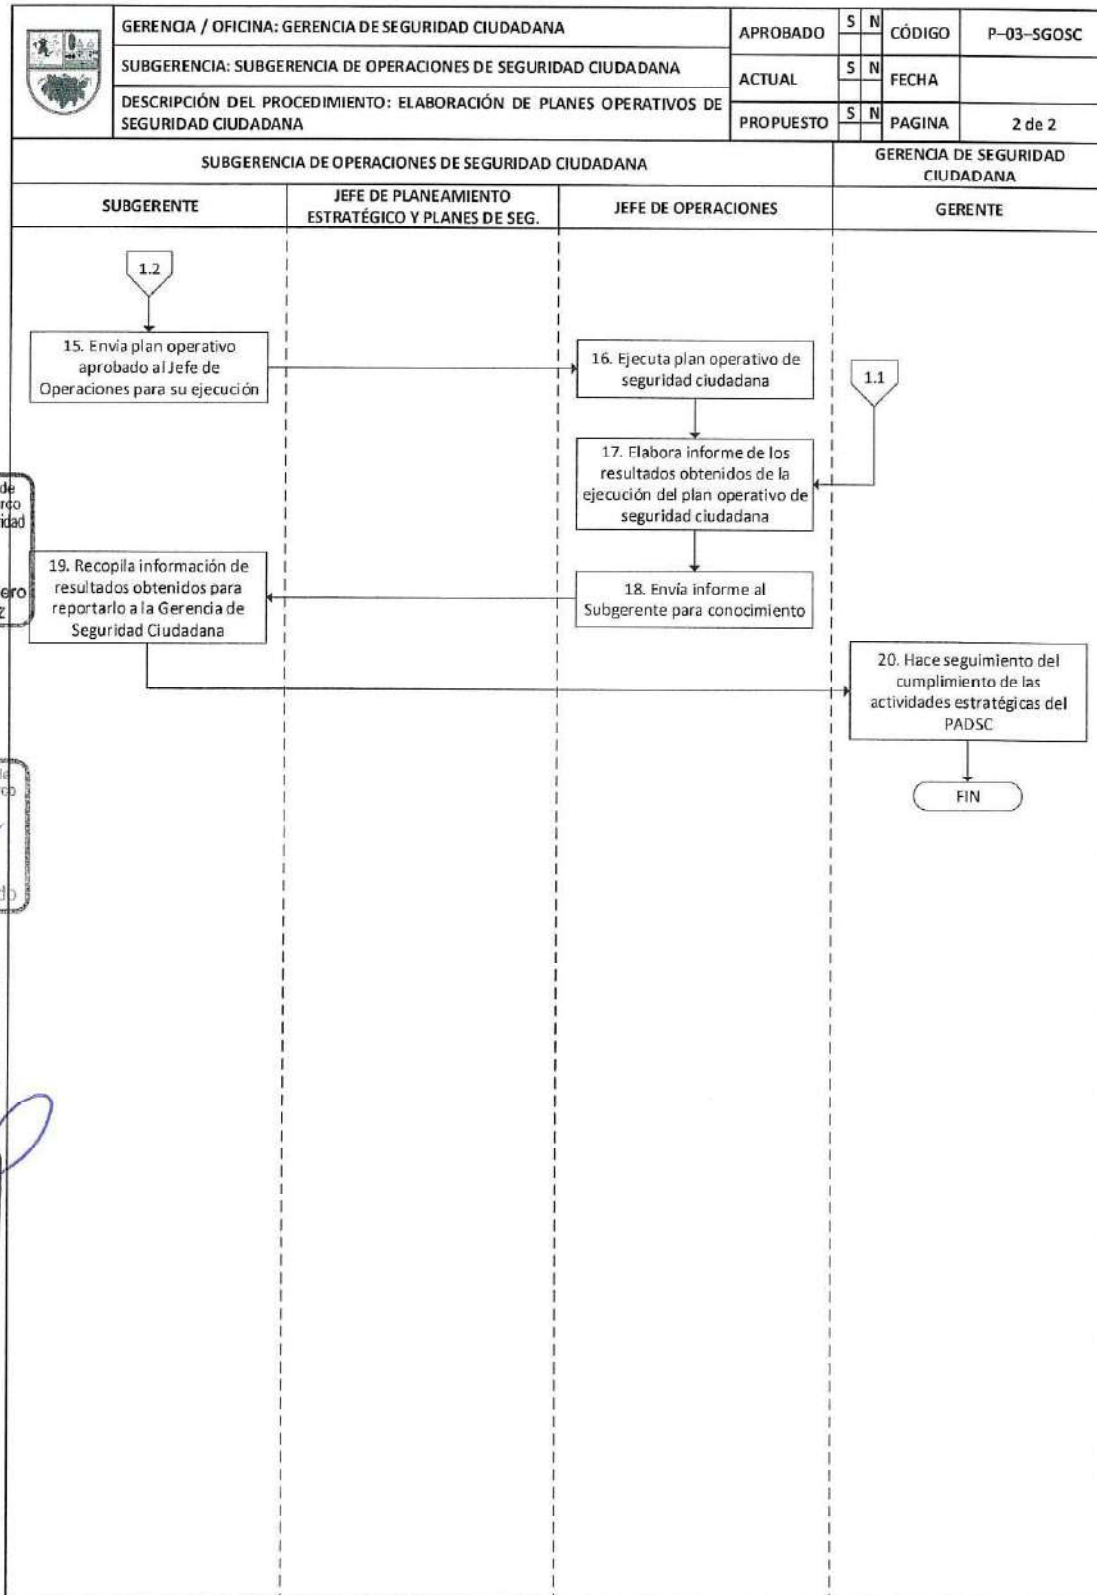 GERENCIA / OFICINA: GERENCIA DE SEGURIDAD CIUDADANA
APROBADO
S N
CÓDIGO
P-03-SGOSC
SUBGERENCIA: SUBGERENCIA DE OPERACIONES DE SEGURIDAD CIUDADANA
ACTUAL
S N
FECHA
DESCRIPCIÓN DEL PROCEDIMIENTO: ELABORACIÓN DE PLANES OPERATIVOS DE
SEGURIDAD CIUDADANA
PROPUESTO
S N
PAGINA
2 de 2
SUBGERENCIA DE OPERACIONES DE SEGURIDAD CIUDADANA
GERENCIA DE SEGURIDAD
CIUDADANA
SUBGERENTE
JEFE DE PLANEAMIENTO
ESTRATÉGICO Y PLANES DE SEG.
JEFE DE OPERACIONES
GERENTE
1.2
15. Envía plan operativo
aprobado al Jefe de
Operaciones para su ejecución
16. Ejecuta plan operativo de
seguridad ciudadana
1.1
17. Elabora informe de los
resultados obtenidos de la
ejecución del plan operativo de
seguridad ciudadana
18. Envía informe al
Subgerente para conocimiento
19. Recopila información de
resultados obtenidos para
reportarlo a la Gerencia de
Seguridad Ciudadana
20. Hace seguimiento del
cumplimiento de las
actividades estratégicas del
PADSC
FIN